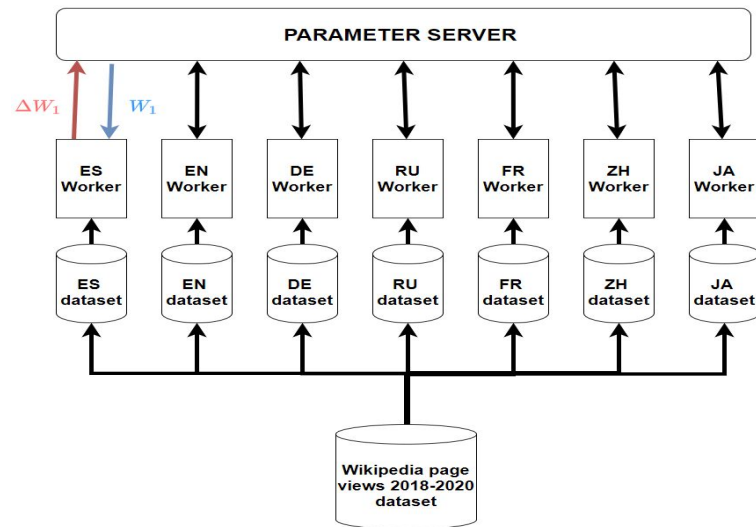 PARAMETER SERVER
ΔW₁
W₁
ES
Worker
EN
Worker
DE
Worker
RU
Worker
FR
Worker
ZH
Worker
JA
Worker
ES
dataset
EN
dataset
DE
dataset
RU
dataset
FR
dataset
ZH
dataset
JA
dataset
Wikipedia page
views 2018-2020
dataset